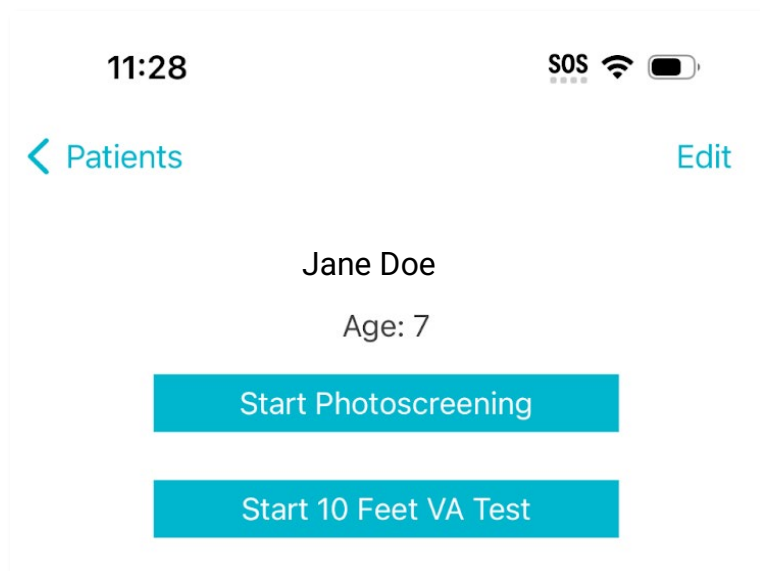 11:28 SOS
Patients Edit
Jane Doe
Age: 7
Start Photoscreening
Start 10 Feet VA Test